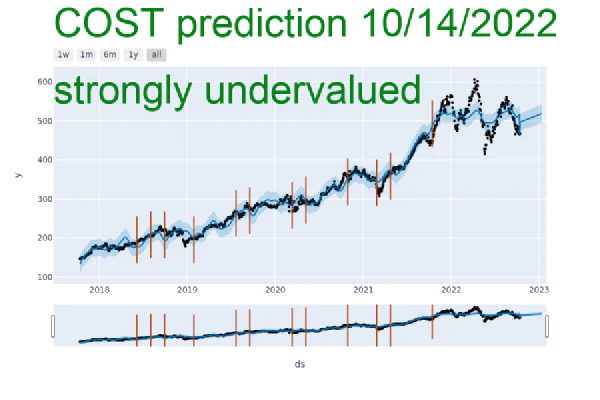 COST prediction 10/14/2022
1w 1m 6m 1y all
strongly undervalued
600
500
400
300
200
100
y
2018 2019 2020 2021 2022 2023
ds